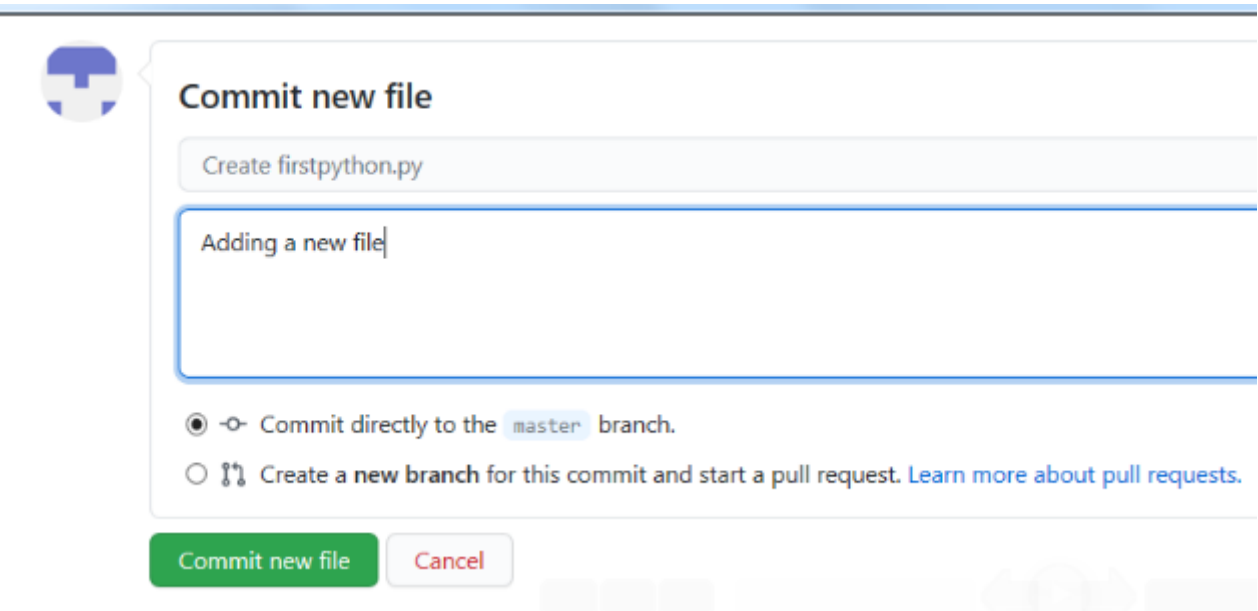 Commit new file
Create firstpython.py
Adding a new file
Commit directly to the master branch.
Create a new branch for this commit and start a pull request. Learn more about pull requests.
Commit new file Cancel